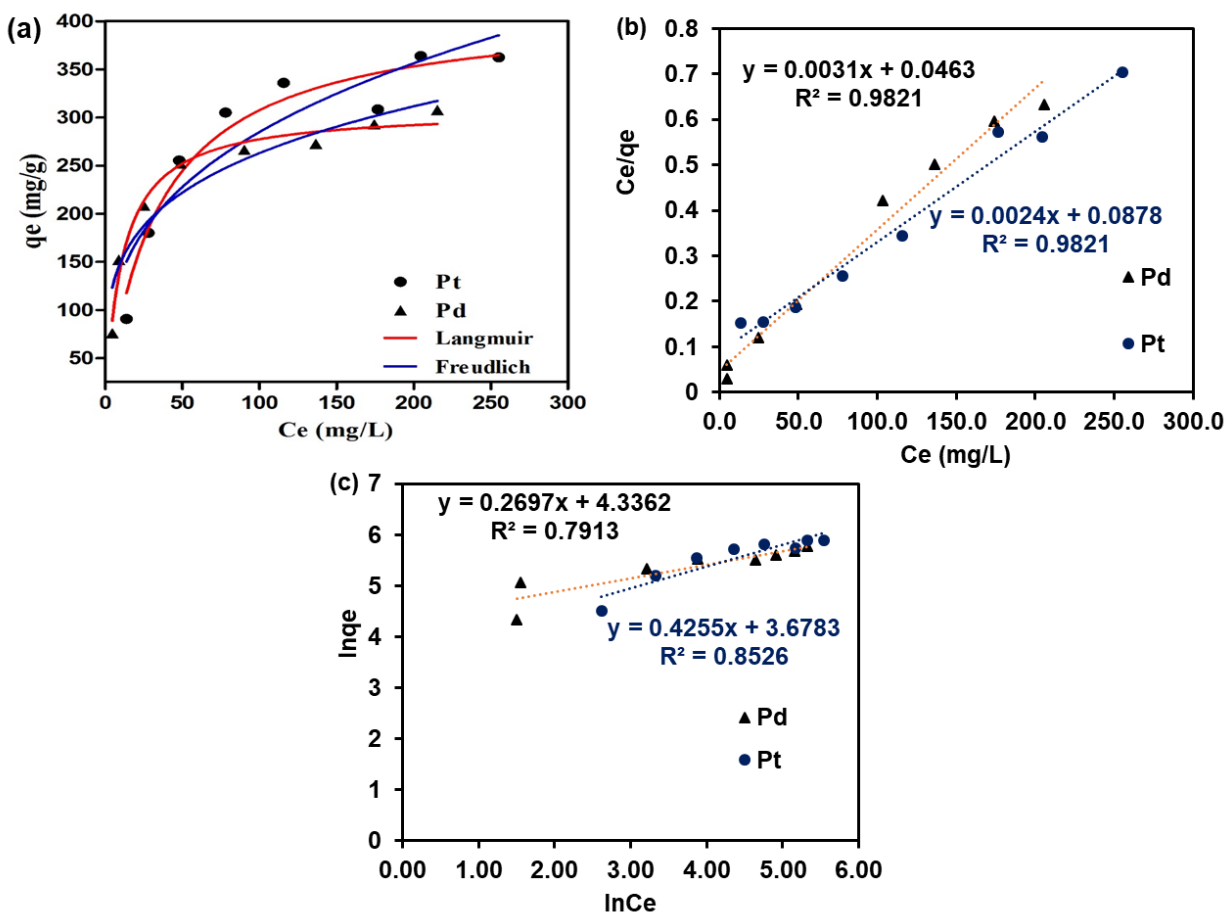 (a)
400
350
300
250
200
150
100
50
qe (mg/g)
Pt
Pd
Langmuir
Freudlich
0 50 100 150 200 250 300
Ce (mg/L)
(b)
0.8
0.7
0.6
0.5
0.4
0.3
0.2
0.1
0
Ce/qe
y = 0.0031x + 0.0463
R² = 0.9821
y = 0.0024x + 0.0878
R² = 0.9821
Pd
Pt
0.0 50.0 100.0 150.0 200.0 250.0 300.0
Ce (mg/L)
(c)
7
6
5
4
3
2
1
0
lnqe
y = 0.2697x + 4.3362
R² = 0.7913
y = 0.4255x + 3.6783
R² = 0.8526
Pd
Pt
0.00 1.00 2.00 3.00 4.00 5.00 6.00
lnCe